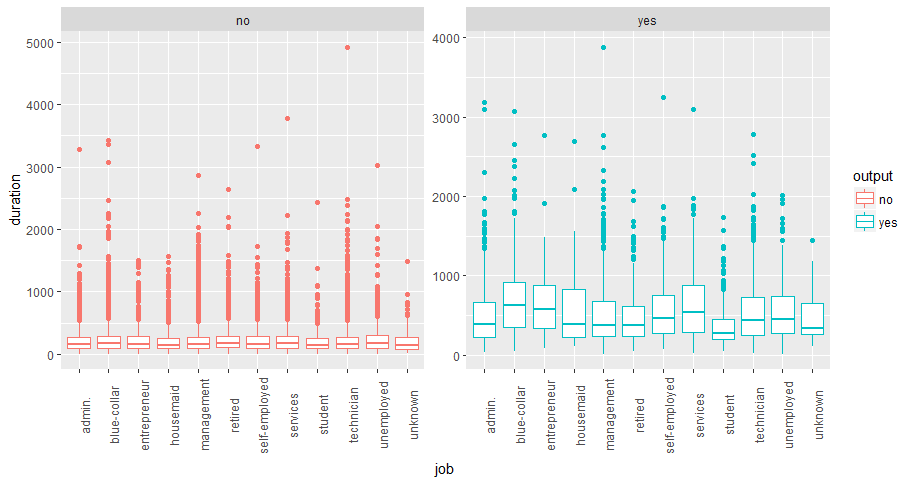 no
yes
duration
5000
4000
3000
2000
1000
0
4000
3000
2000
1000
0
admin.
blue-collar
entrepreneur
housemaid
management
retired
self-employed
services
student
technician
unemployed
unknown
admin.
blue-collar
entrepreneur
housemaid
management
retired
self-employed
services
student
technician
unemployed
unknown
job
output
no
yes